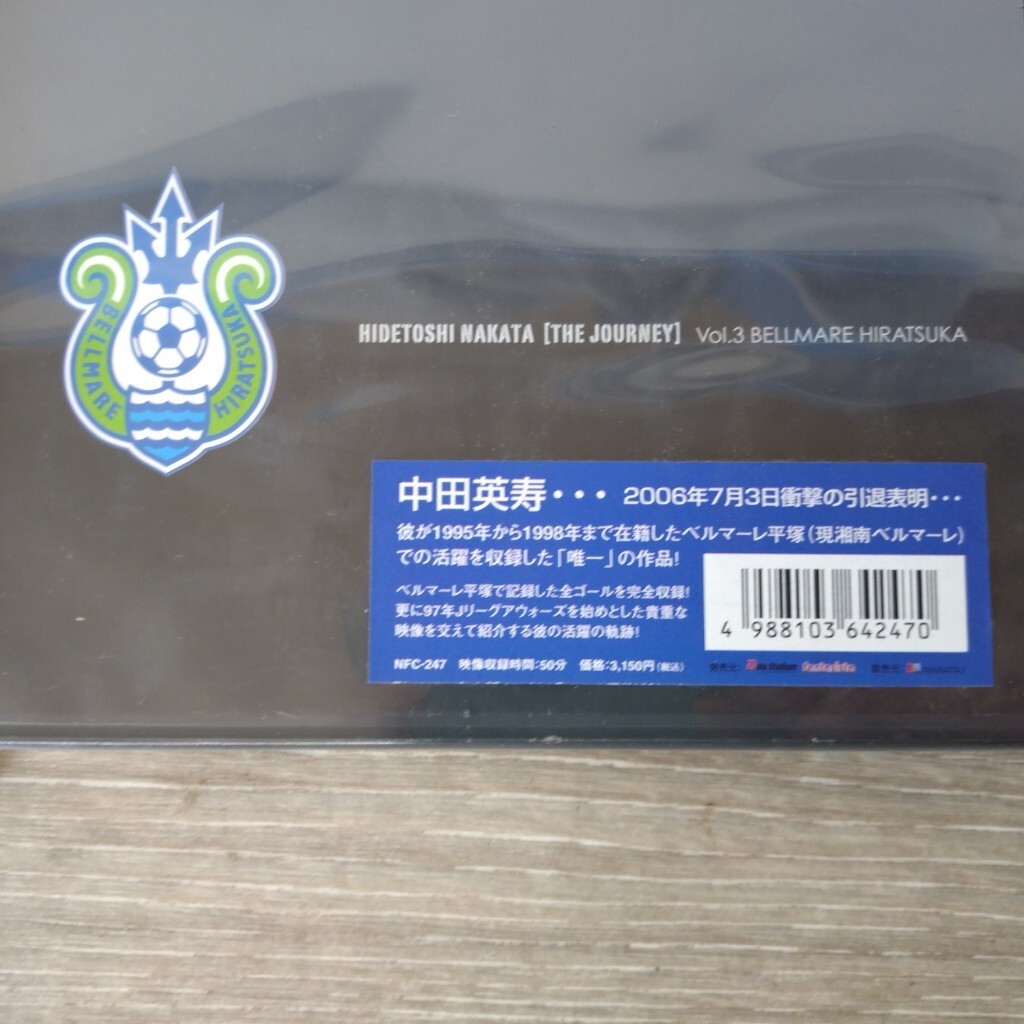 BELLMARE HIRATSUKA
HIDETOSHI NAKATA [THE JOURNEY] Vol.3 BELLMARE HIRATSUKA
中田英寿・・・ 2006年7月3日衝撃の引退表明・・・
彼が1995年から1998年まで在籍したベルマーレ平塚(現湘南ベルマーレ)
での活躍を収録した「唯一」の作品!
ベルマーレ平塚で記録した全ゴールを完全収録!
更に97年Jリーグアウォーズを始めとした貴重な
映像を交えて紹介する彼の活躍の軌跡!
4 988103 642470
NFC-247 映像収録時間:50分 価格:3,150円(税込) 発売元: 販売元: